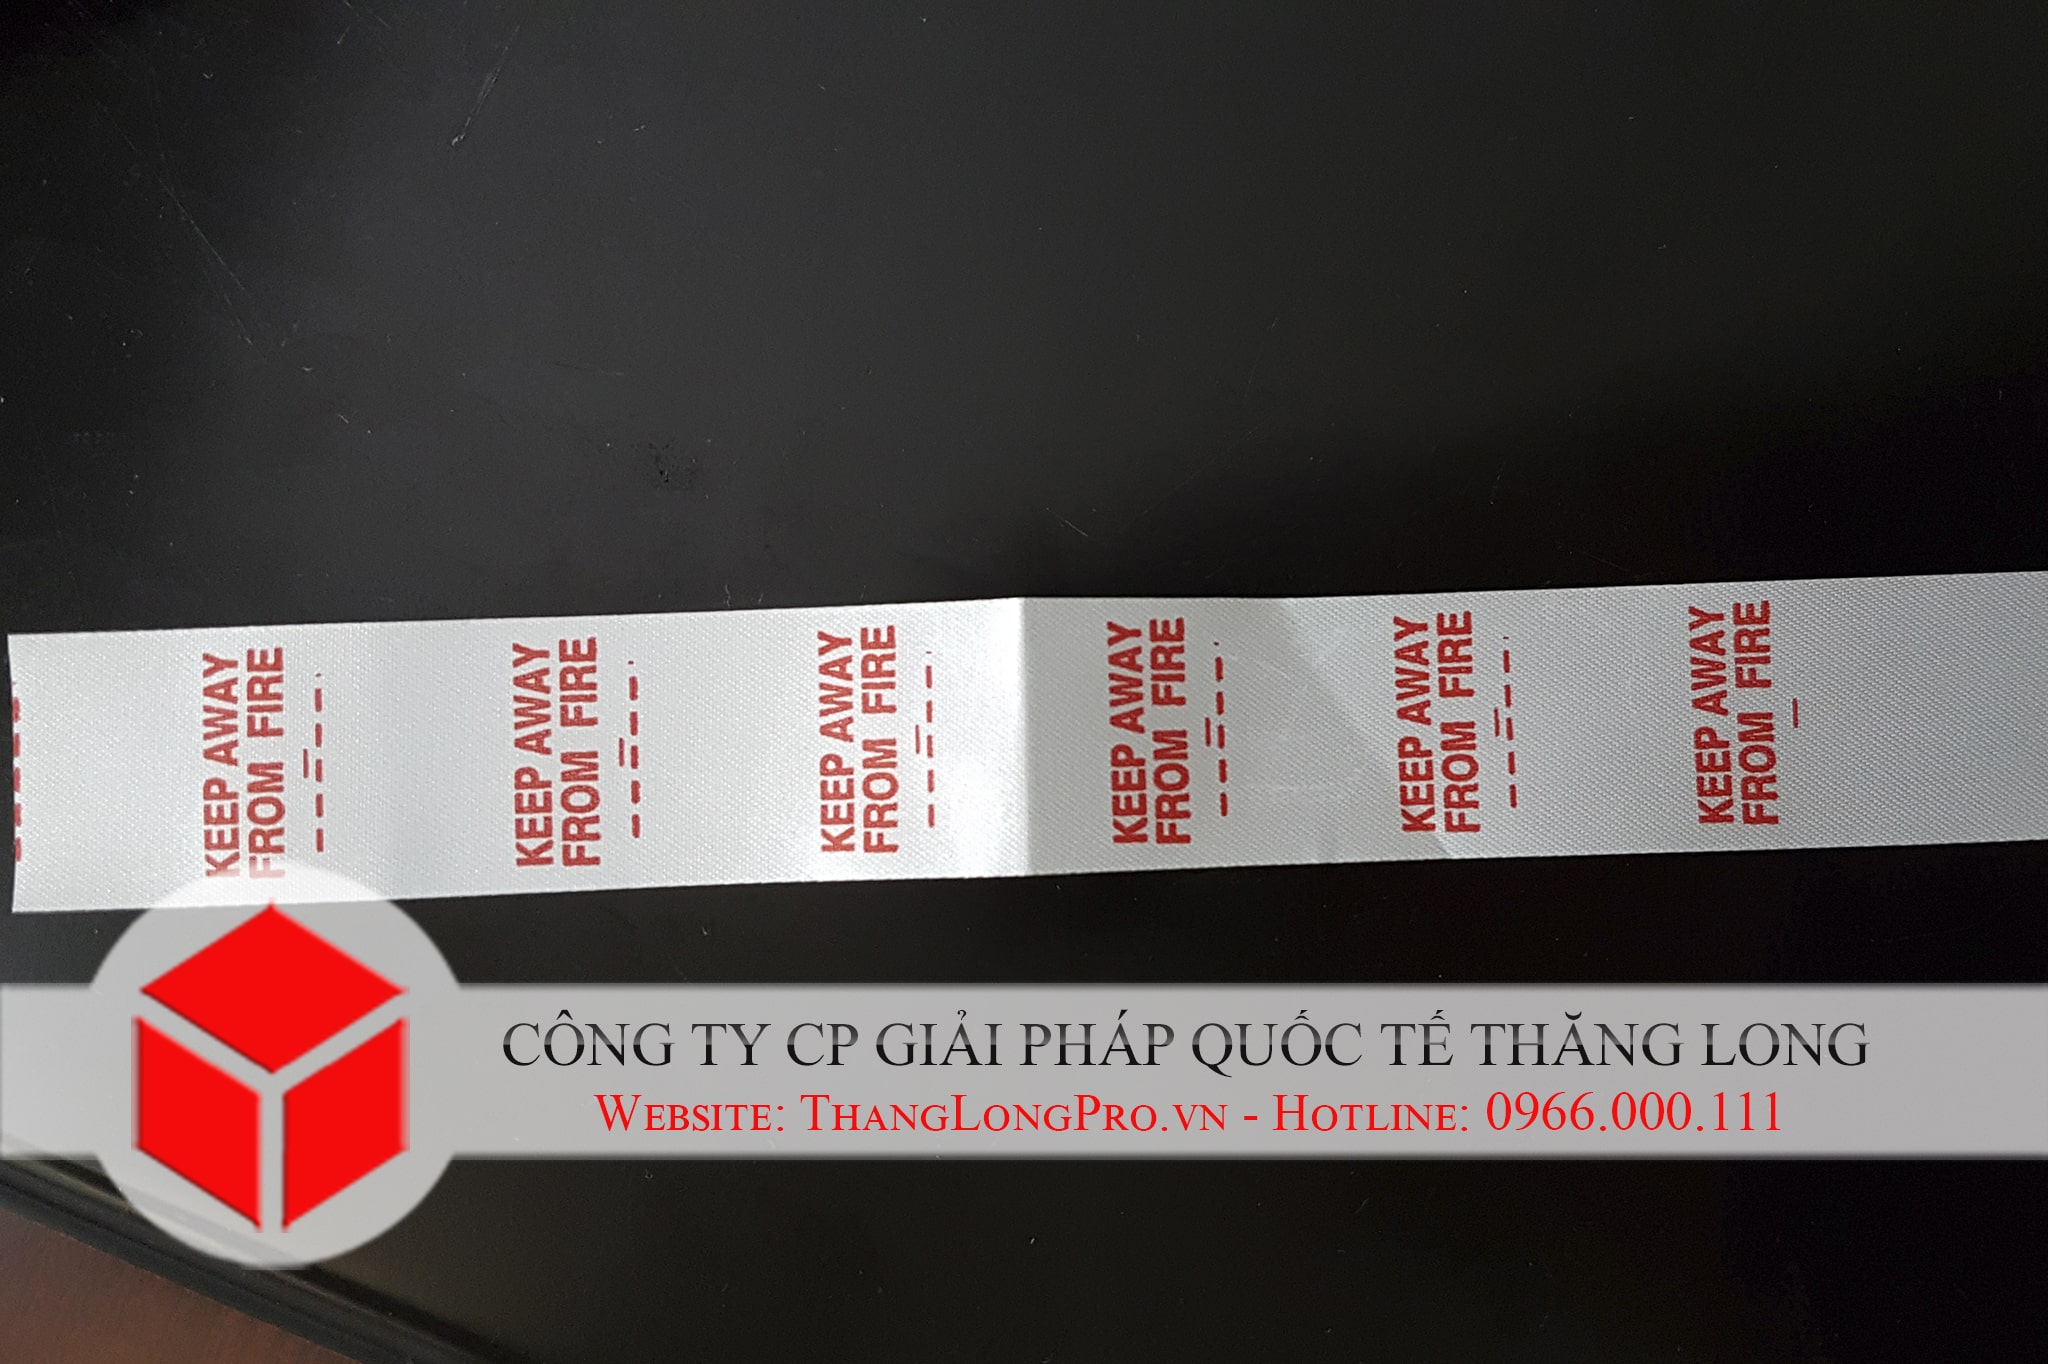 KEEP AWAY
FROM FIRE
KEEP AWAY
FROM FIRE
KEEP AWAY
FROM FIRE
KEEP AWAY
FROM FIRE
KEEP AWAY
FROM FIRE
KEEP AWAY
FROM FIRE
CÔNG TY CP GIẢI PHÁP QUỐC TẾ THĂNG LONG
WEBSITE: THANGLONGPRO.VN - HOTLINE: 0966.000.111